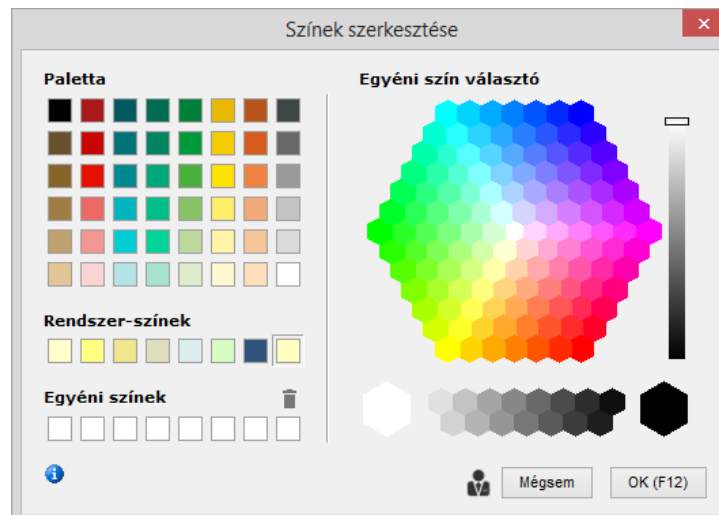 Színek szerkesztése
Paletta
Egyéni szín választó
Rendszer-színek
Egyéni színek
Mégsem
OK (F12)